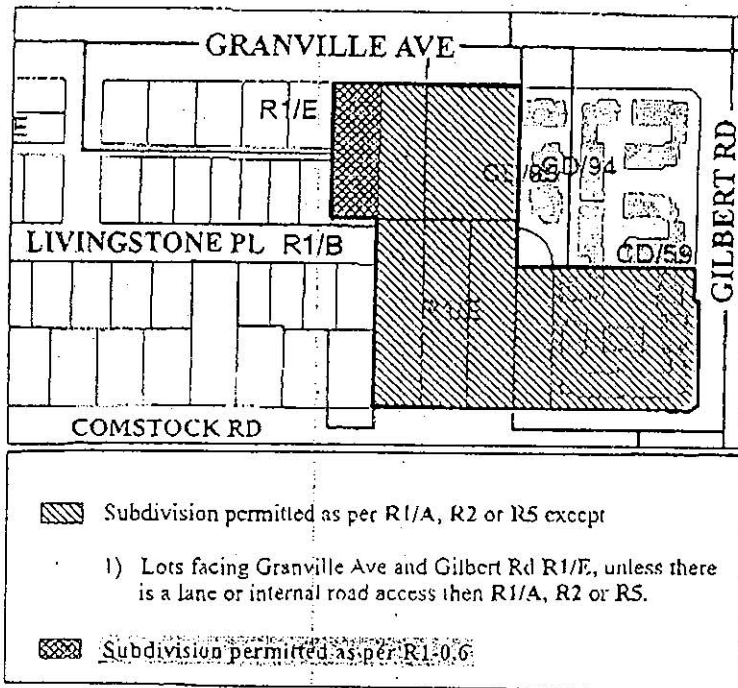 GRANVILLE AVE
R1/E
GD/94
LIVINGSTONE PL R1/B
CD/59
GILBERT RD
COMSTOCK RD
Subdivision permitted as per R1/A, R2 or R5 except
1) Lots facing Granville Ave and Gilbert Rd R1/E, unless there
is a lane or internal road access then R1/A, R2 or R5.
Subdivision permitted as per R1-0.6